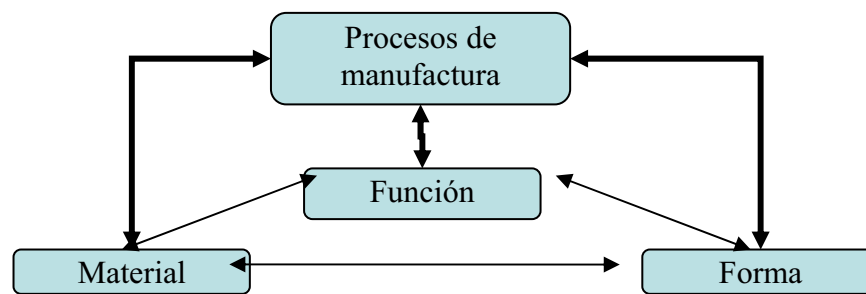 Procesos de
manufactura
Función
Material
Forma